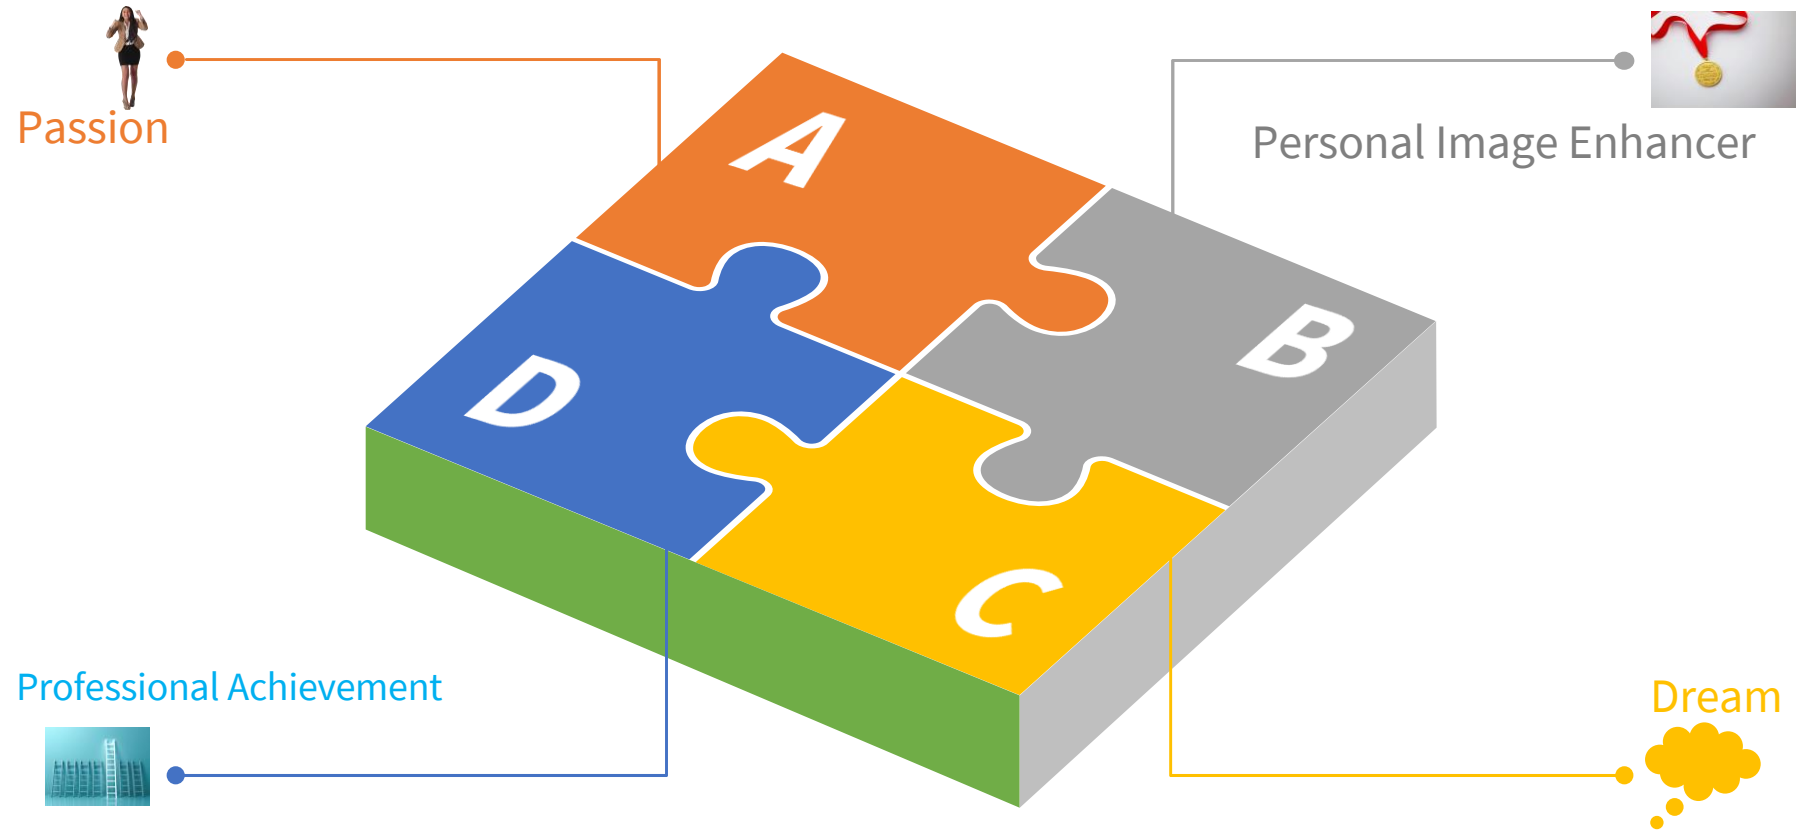 Passion
Personal Image Enhancer
A
B
D
C
Professional Achievement
Dream